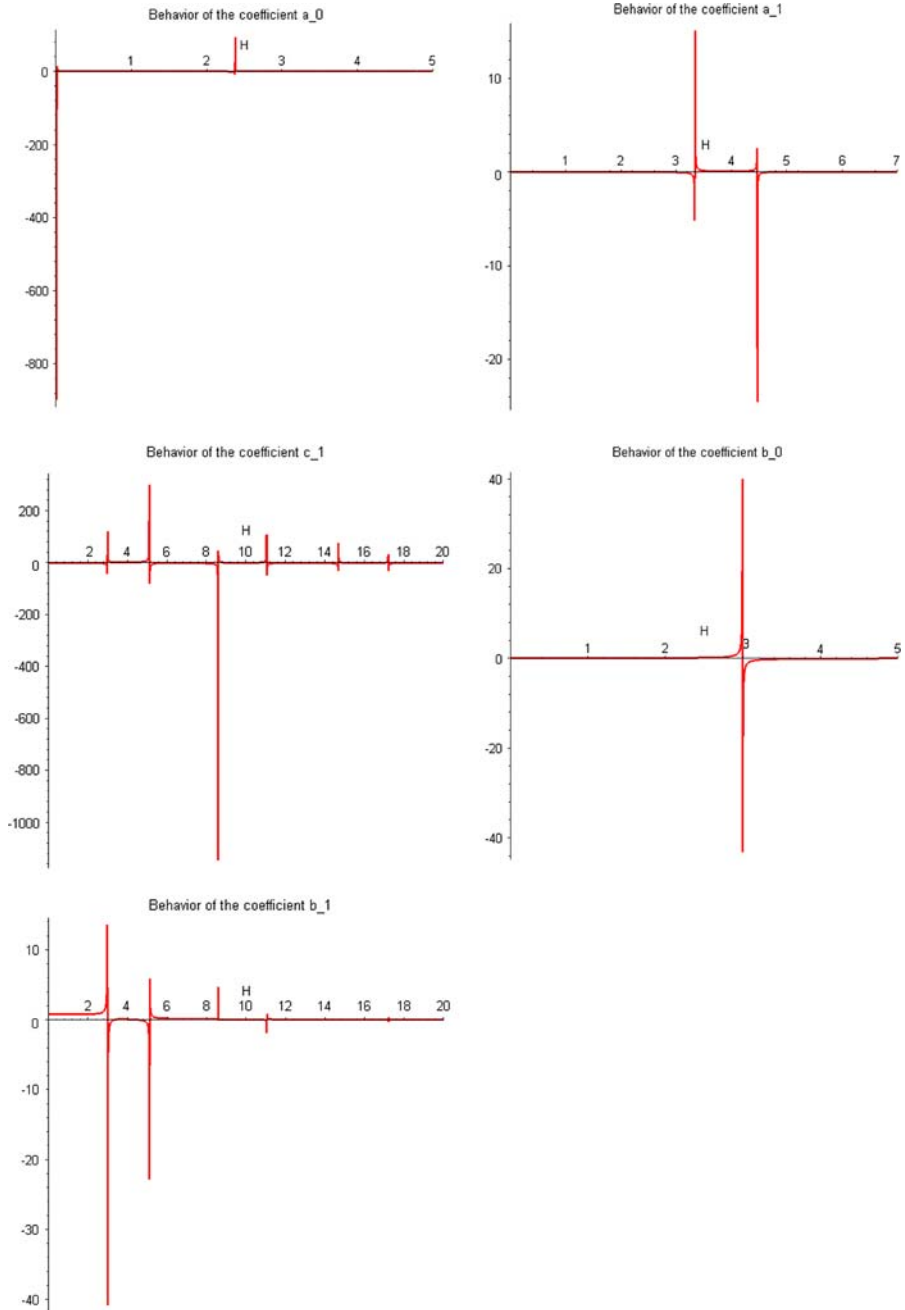 Behavior of the coefficient a_0
H
1 2 3 4 5
0
-200
-400
-600
-800
Behavior of the coefficient a_1
10
H
1 2 3 4 5 6 7
0
-10
-20
Behavior of the coefficient c_1
200
H
2 4 6 8 10 12 14 16 18 20
0
-200
-400
-600
-800
-1000
Behavior of the coefficient b_0
40
20
H
1 2 3 4 5
0
-20
-40
Behavior of the coefficient b_1
10
H
2 4 6 8 10 12 14 16 18 20
0
-10
-20
-30
-40